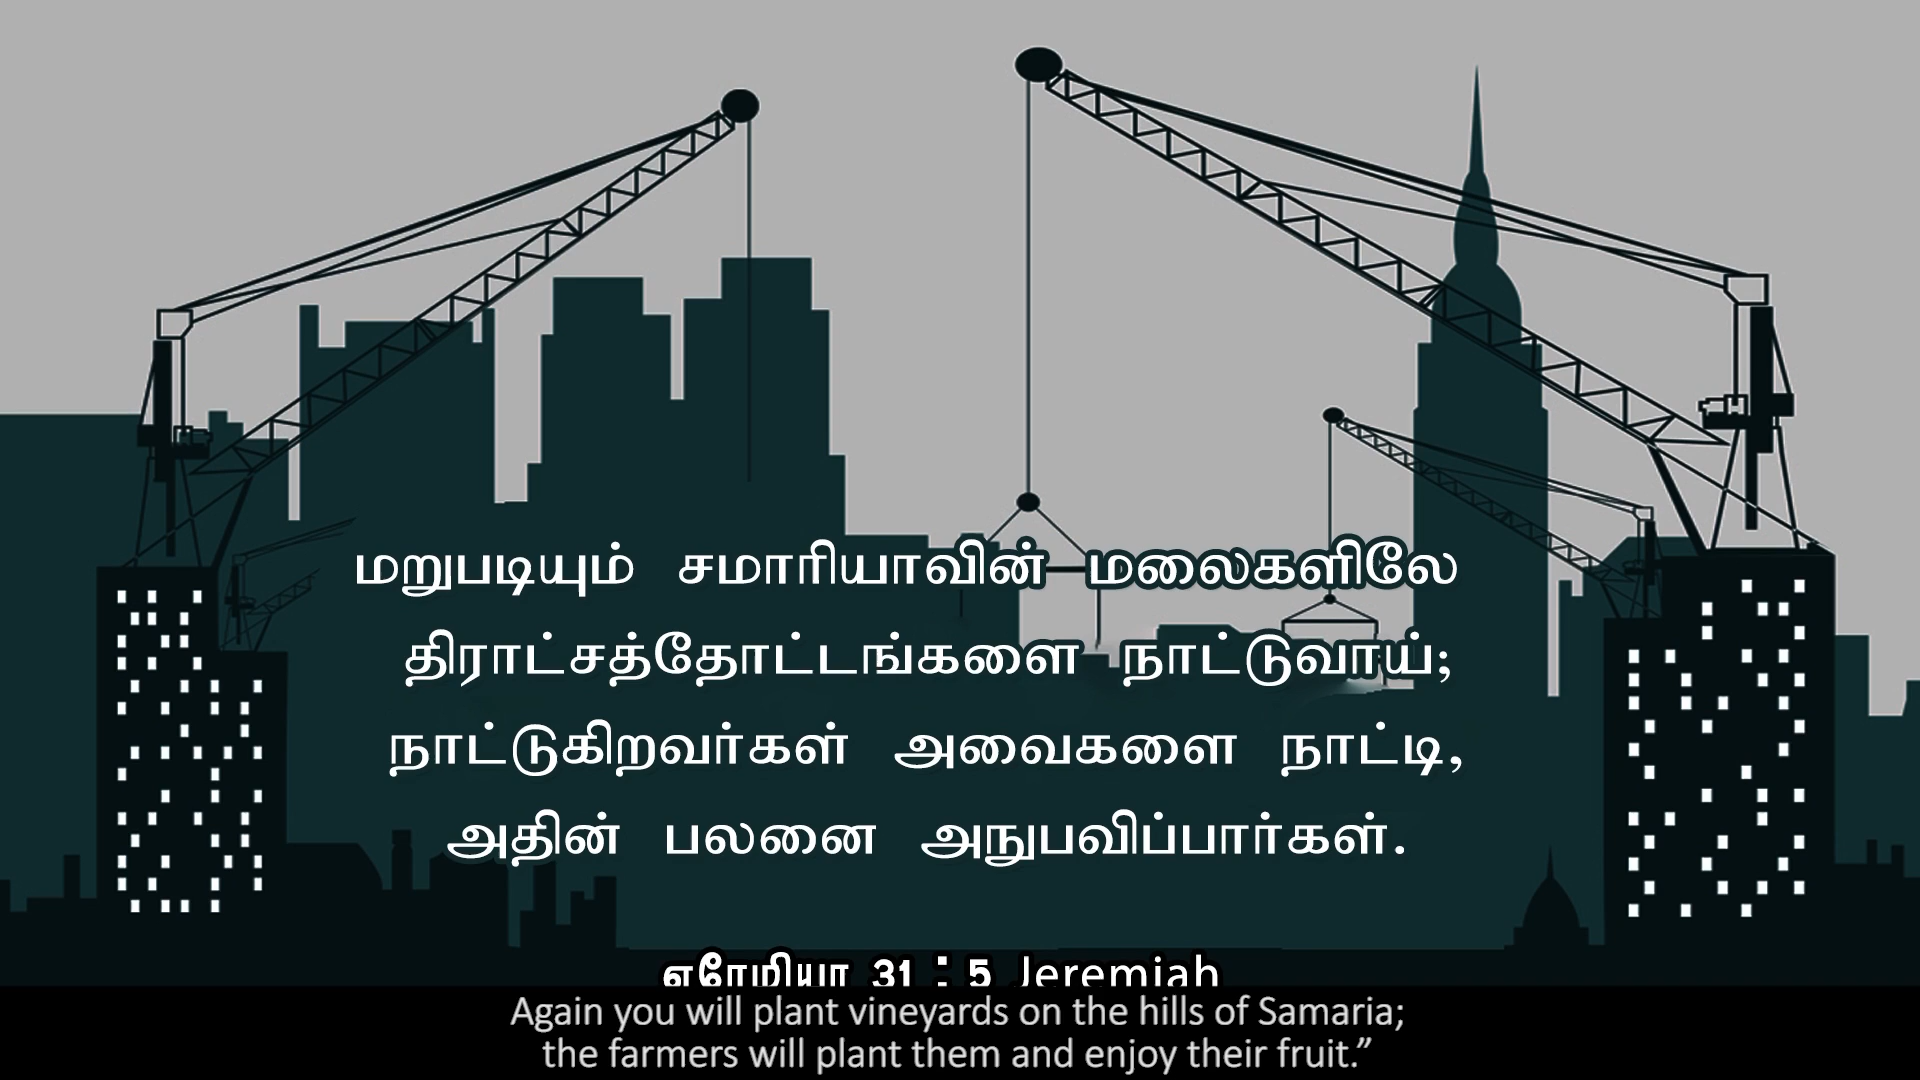 மறுபடியும் சமாரியாவின் மலைகளிலே
திராட்சத்தோட்டங்களை நாட்டுவாய்;
நாட்டுகிறவர்கள் அவைகளை நாட்டி,
அதின் பலனை அநுபவிப்பார்கள்.
எரேமியா 31 : 5 Jeremiah
Again you will plant vineyards on the hills of Samaria;
the farmers will plant them and enjoy their fruit.”